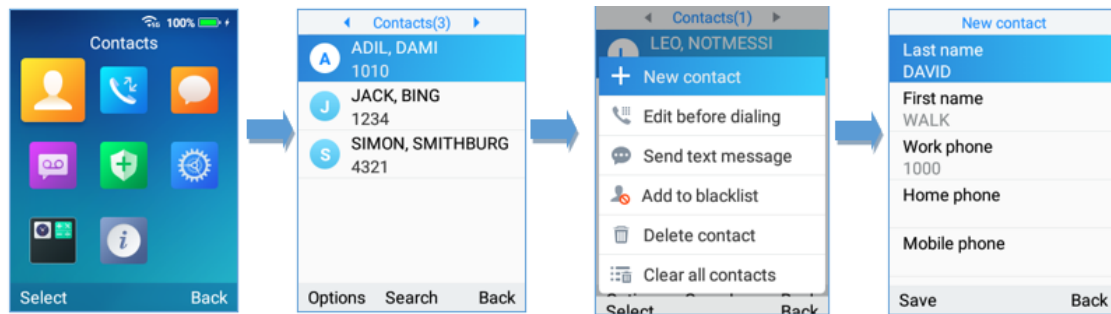 100%
Contacts
Select Back
Contacts(3)
A ADIL, DAMI
1010
J JACK, BING
1234
S SIMON, SMITHBURG
4321
Options Search Back
Contacts(1)
LEO, NOTMESSI
New contact
Edit before dialing
Send text message
Add to blacklist
Delete contact
Clear all contacts
Select Back
New contact
Last name
DAVID
First name
WALK
Work phone
1000
Home phone
Mobile phone
Save Back